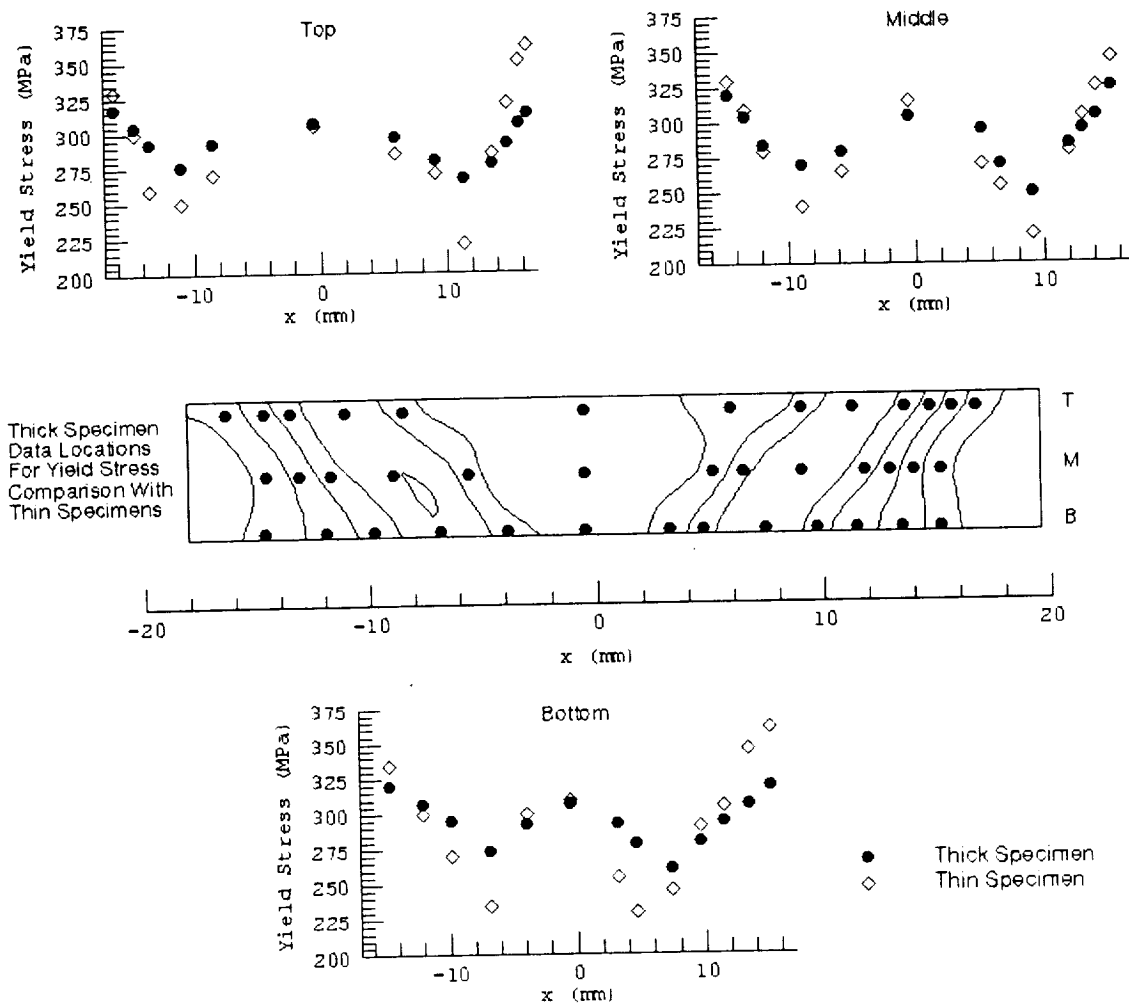 Top
Middle
Yield Stress (MPa)
375
350
325
300
275
250
225
200
-10
0
10
x (mm)
Yield Stress (MPa)
375
350
325
300
275
250
225
200
-10
0
10
x (mm)
Thick Specimen
Data Locations
For Yield Stress
Comparison With
Thin Specimens
T
M
B
-20
-10
0
10
20
x (mm)
Bottom
Yield Stress (MPa)
375
350
325
300
275
250
225
200
-10
0
10
x (mm)
Thick Specimen
Thin Specimen